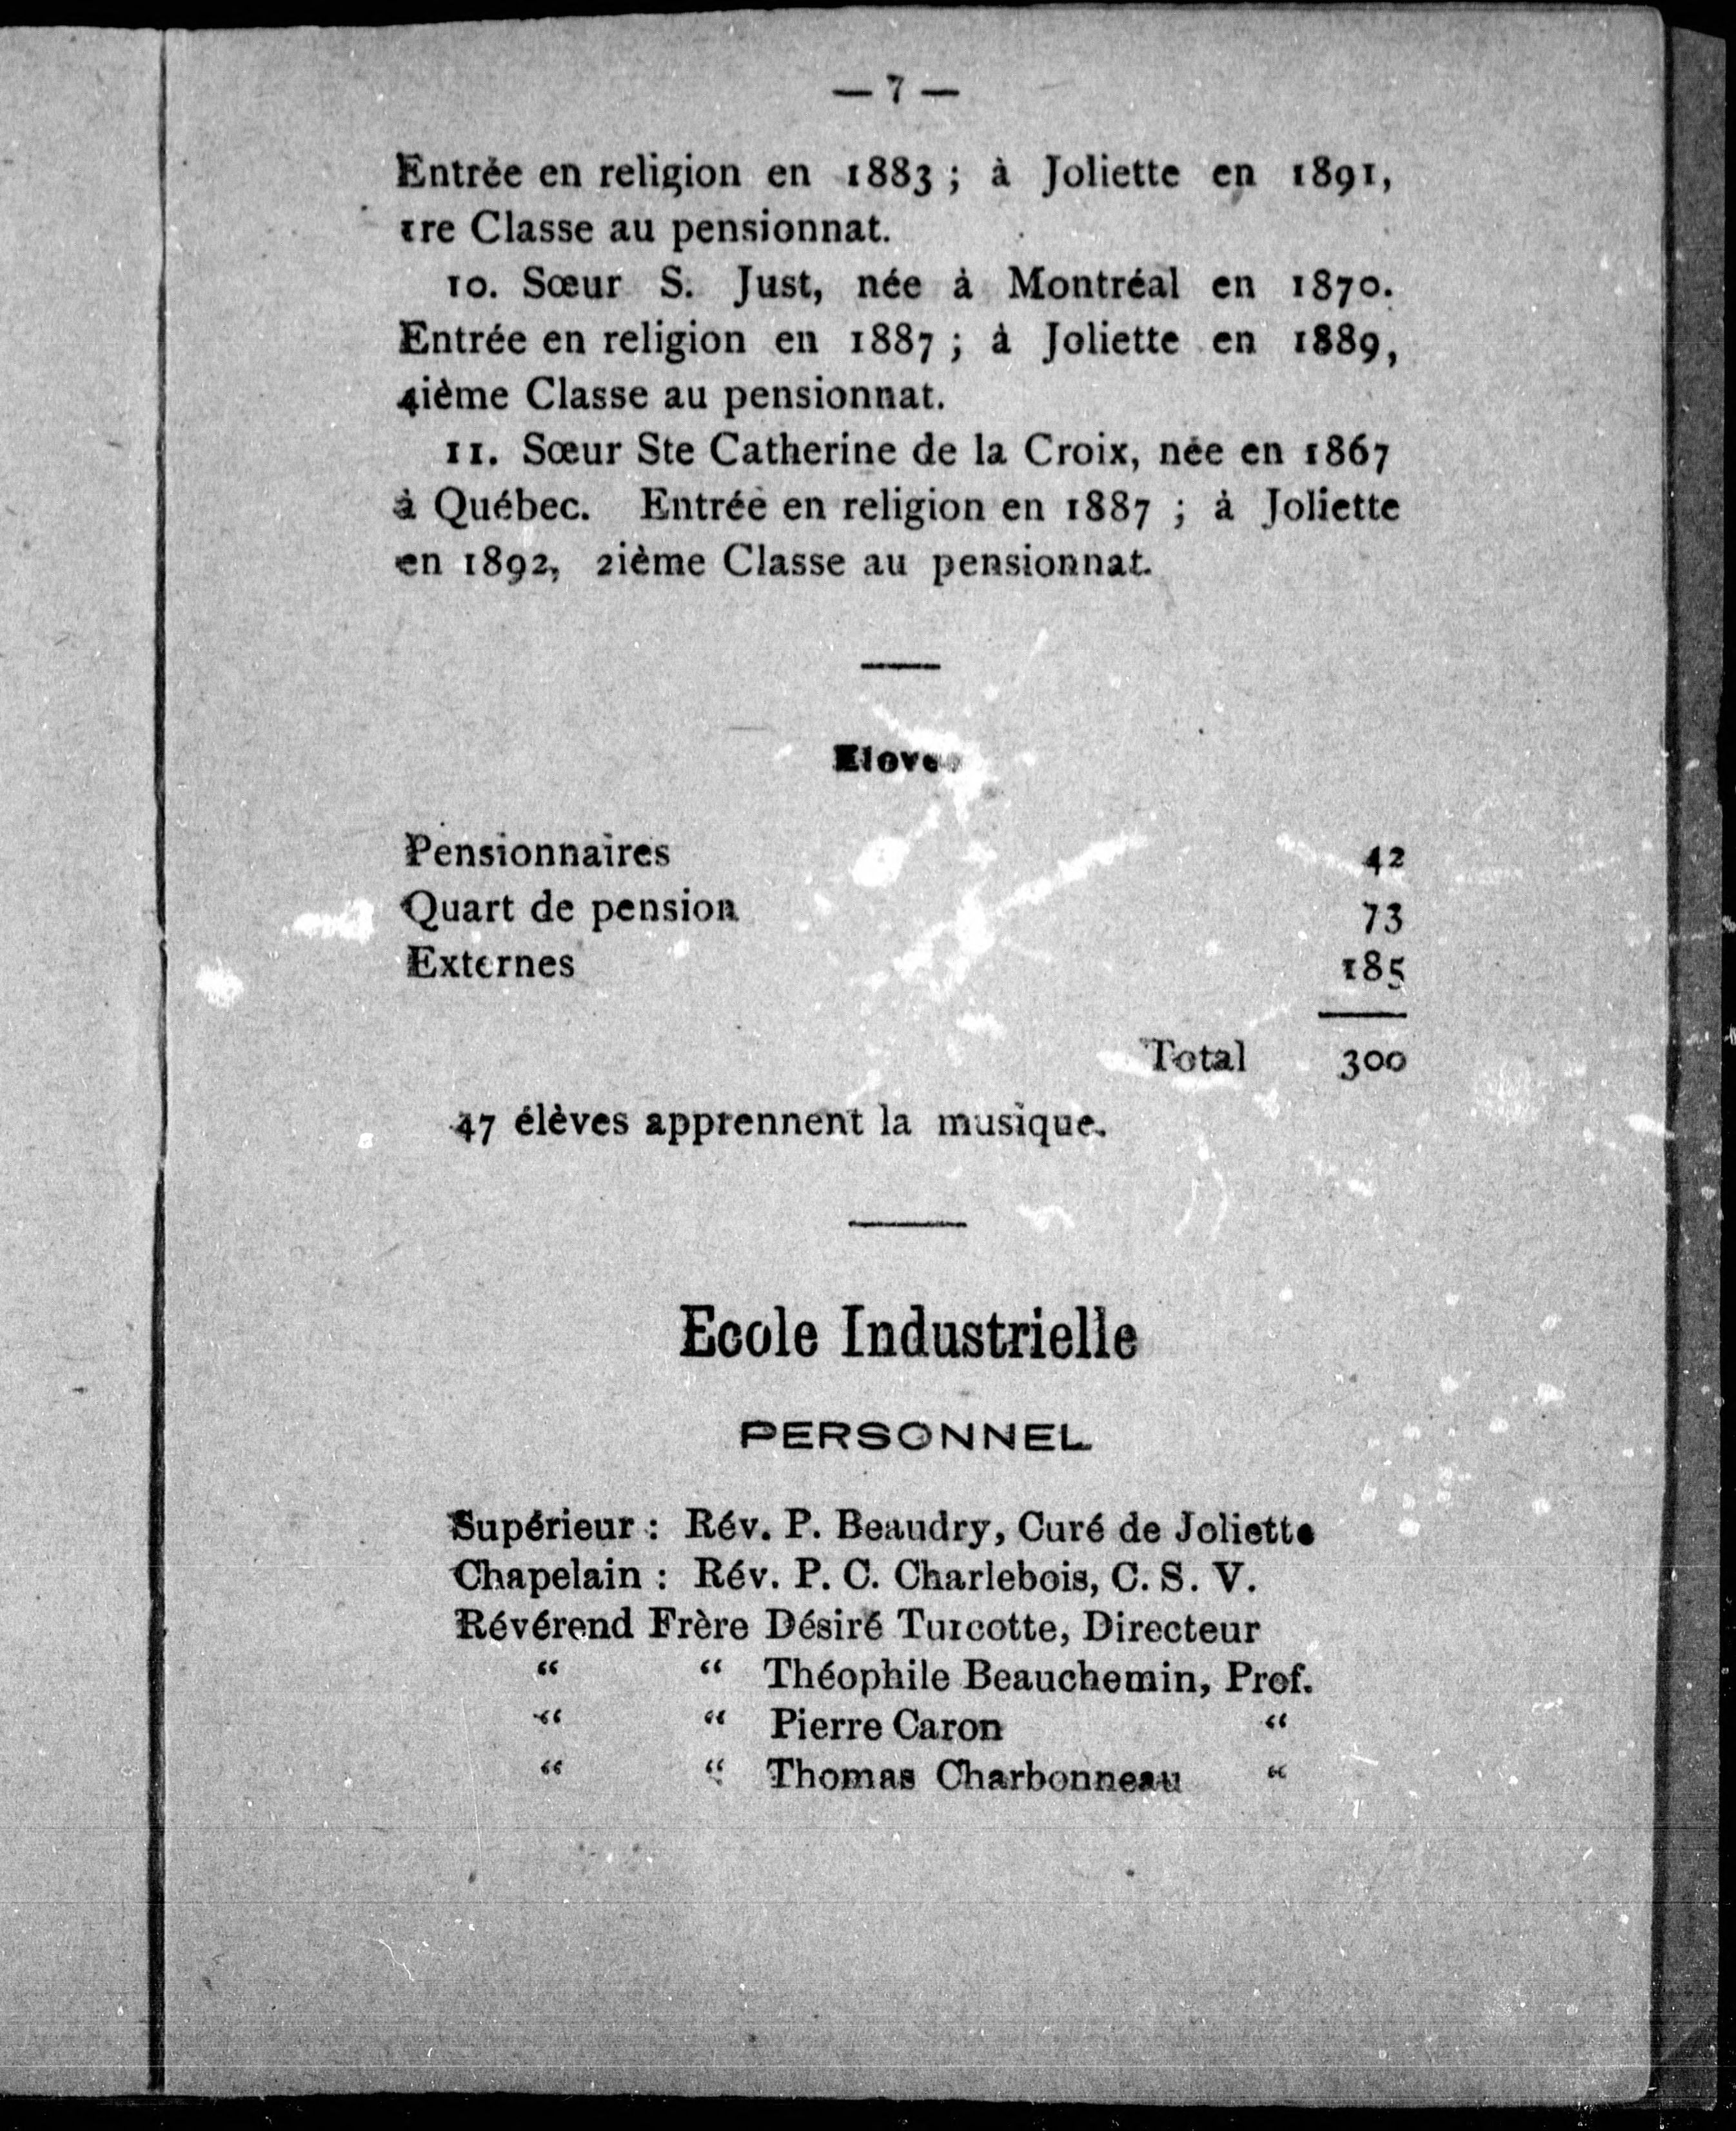 — 7 —
Entrée en religion en 1883 ; à Joliette en 1891,
1re Classe au pensionnat.
10. Sœur S. Just, née à Montréal en 1870.
Entrée en religion en 1887 ; à Joliette en 1889,
4ième Classe au pensionnat.
11. Sœur Ste Catherine de la Croix, née en 1867
à Québec. Entrée en religion en 1887 ; à Joliette
en 1892, 2ième Classe au pensionnat.
Pensionnaires 42
Quart de pension 73
Externes 185
Total 300
47 élèves apprennent la musique.
Ecole Industrielle
PERSONNEL
Supérieur : Rév. P. Beaudry, Curé de Joliette
Chapelain : Rév. P. C. Charlebois, C. S. V.
Révérend Frère Désiré Turcotte, Directeur
“ “ Théophile Beauchemin, Prof.
“ “ Pierre Caron “
“ “ Thomas Charbonneau “